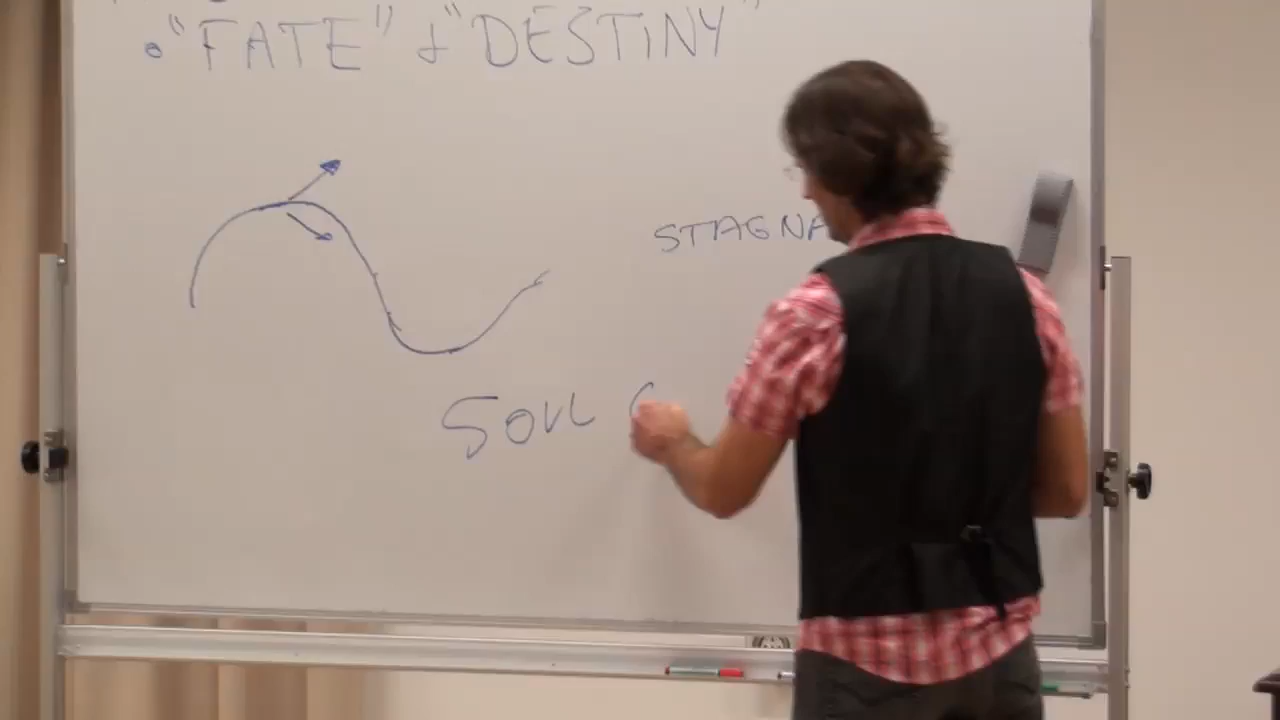 • "FATE" & "DESTINY"
STAGNA
SOUL